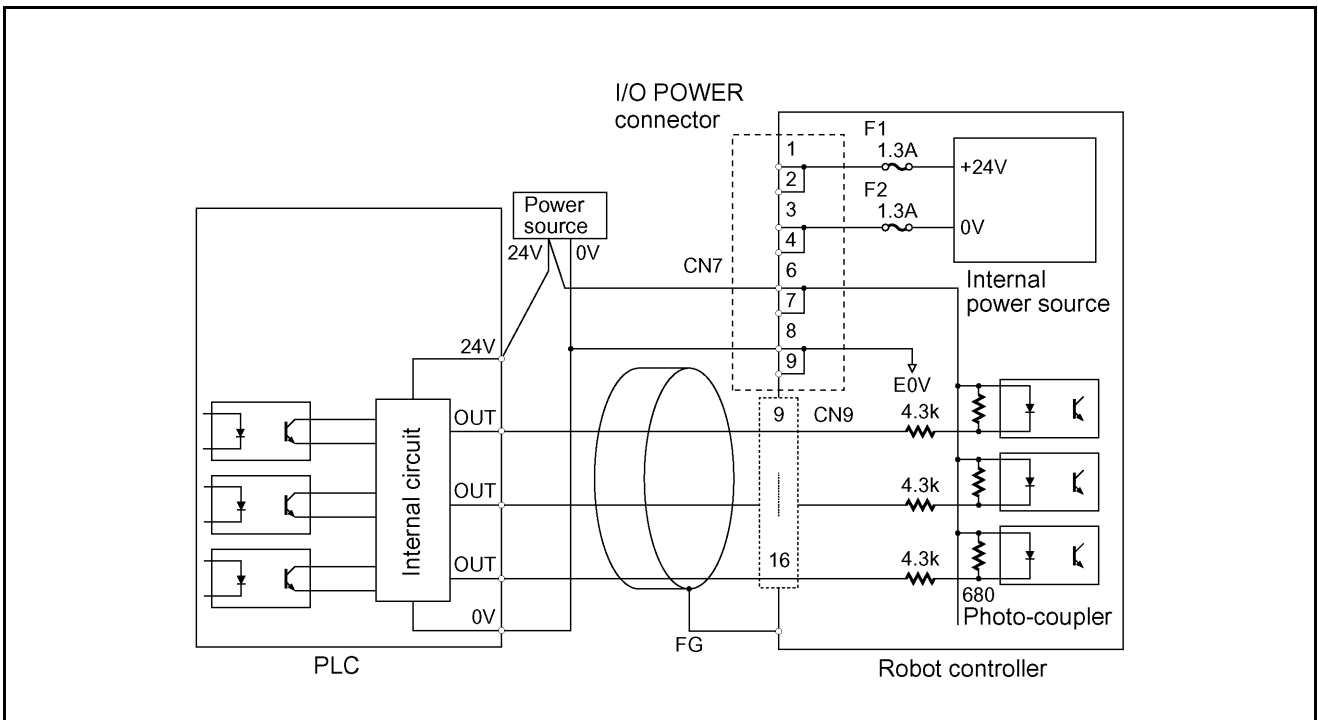 I/O POWER
connector
F1
1.3A
1
2
+24V
F2
1.3A
3
4
0V
Power
source
24V
0V
CN7
6
7
Internal
power source
8
9
E0V
24V
9
CN9
4.3k
OUT
Internal circuit
OUT
4.3k
OUT
16
4.3k
680
Photo-coupler
0V
FG
PLC
Robot controller